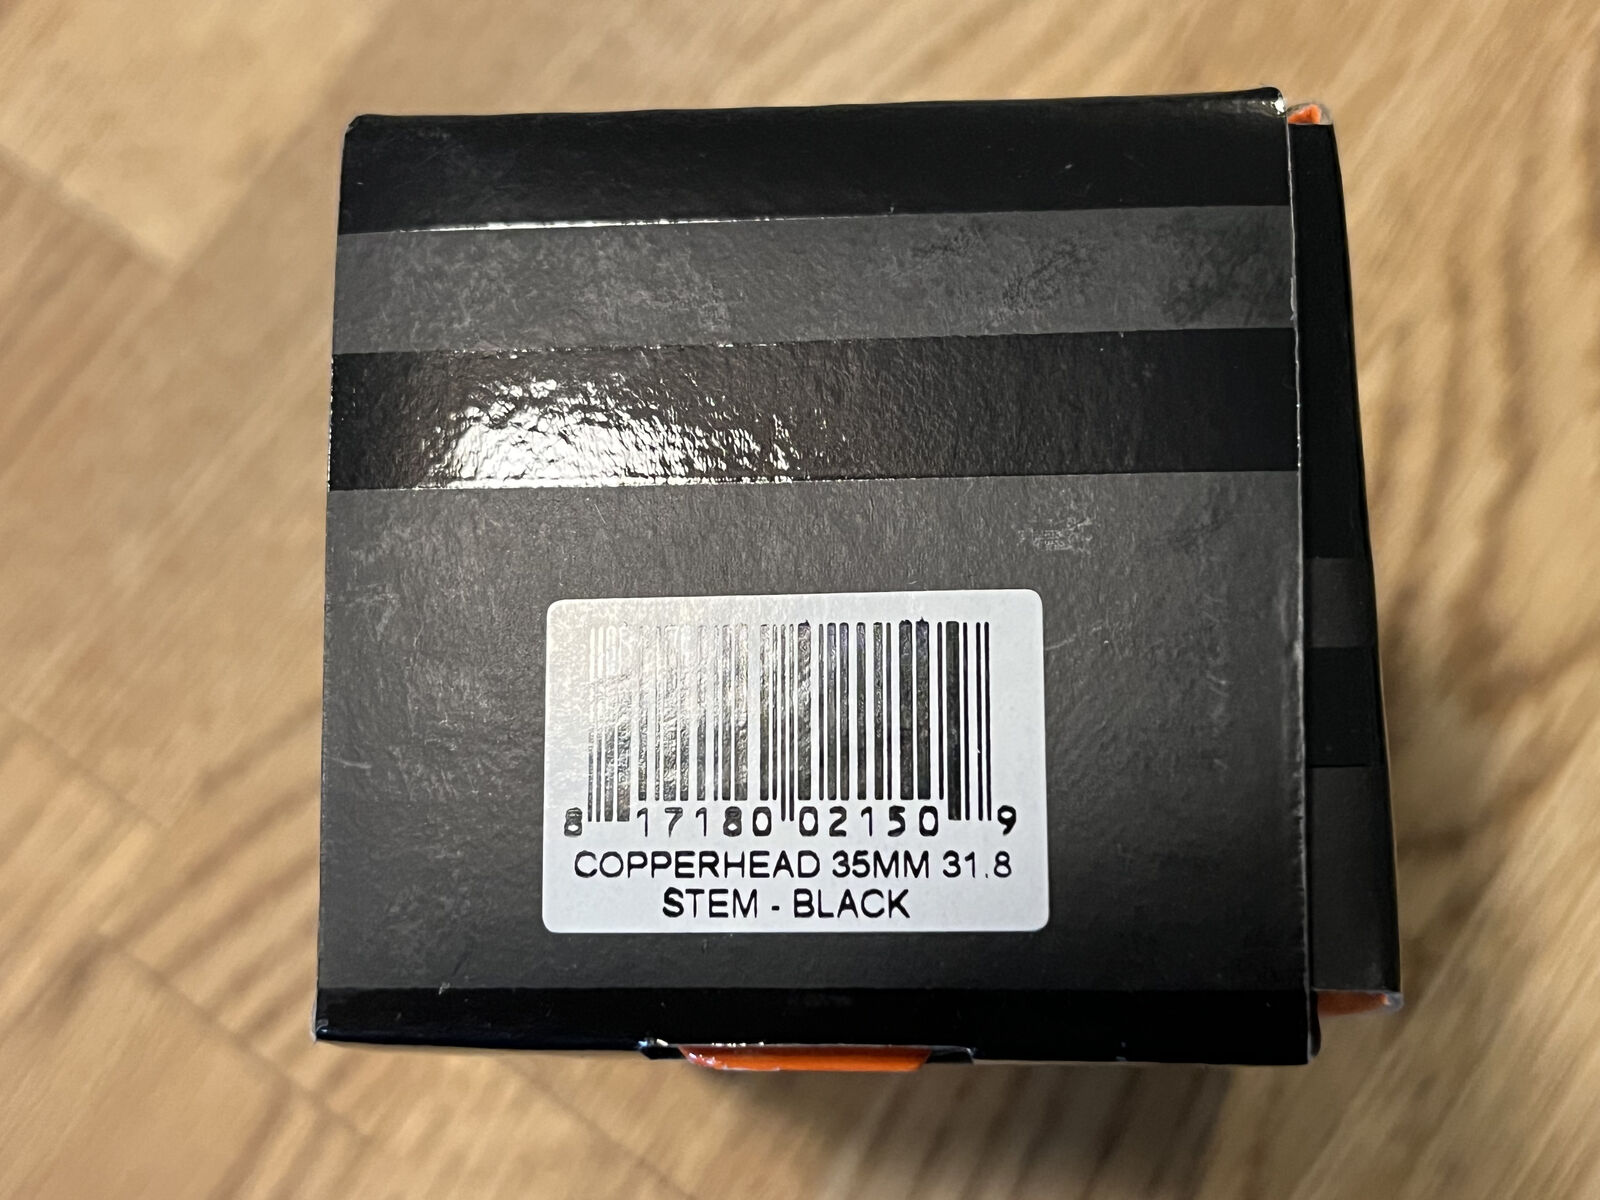 8 17180 02150 9
COPPERHEAD 35MM 31.8
STEM - BLACK